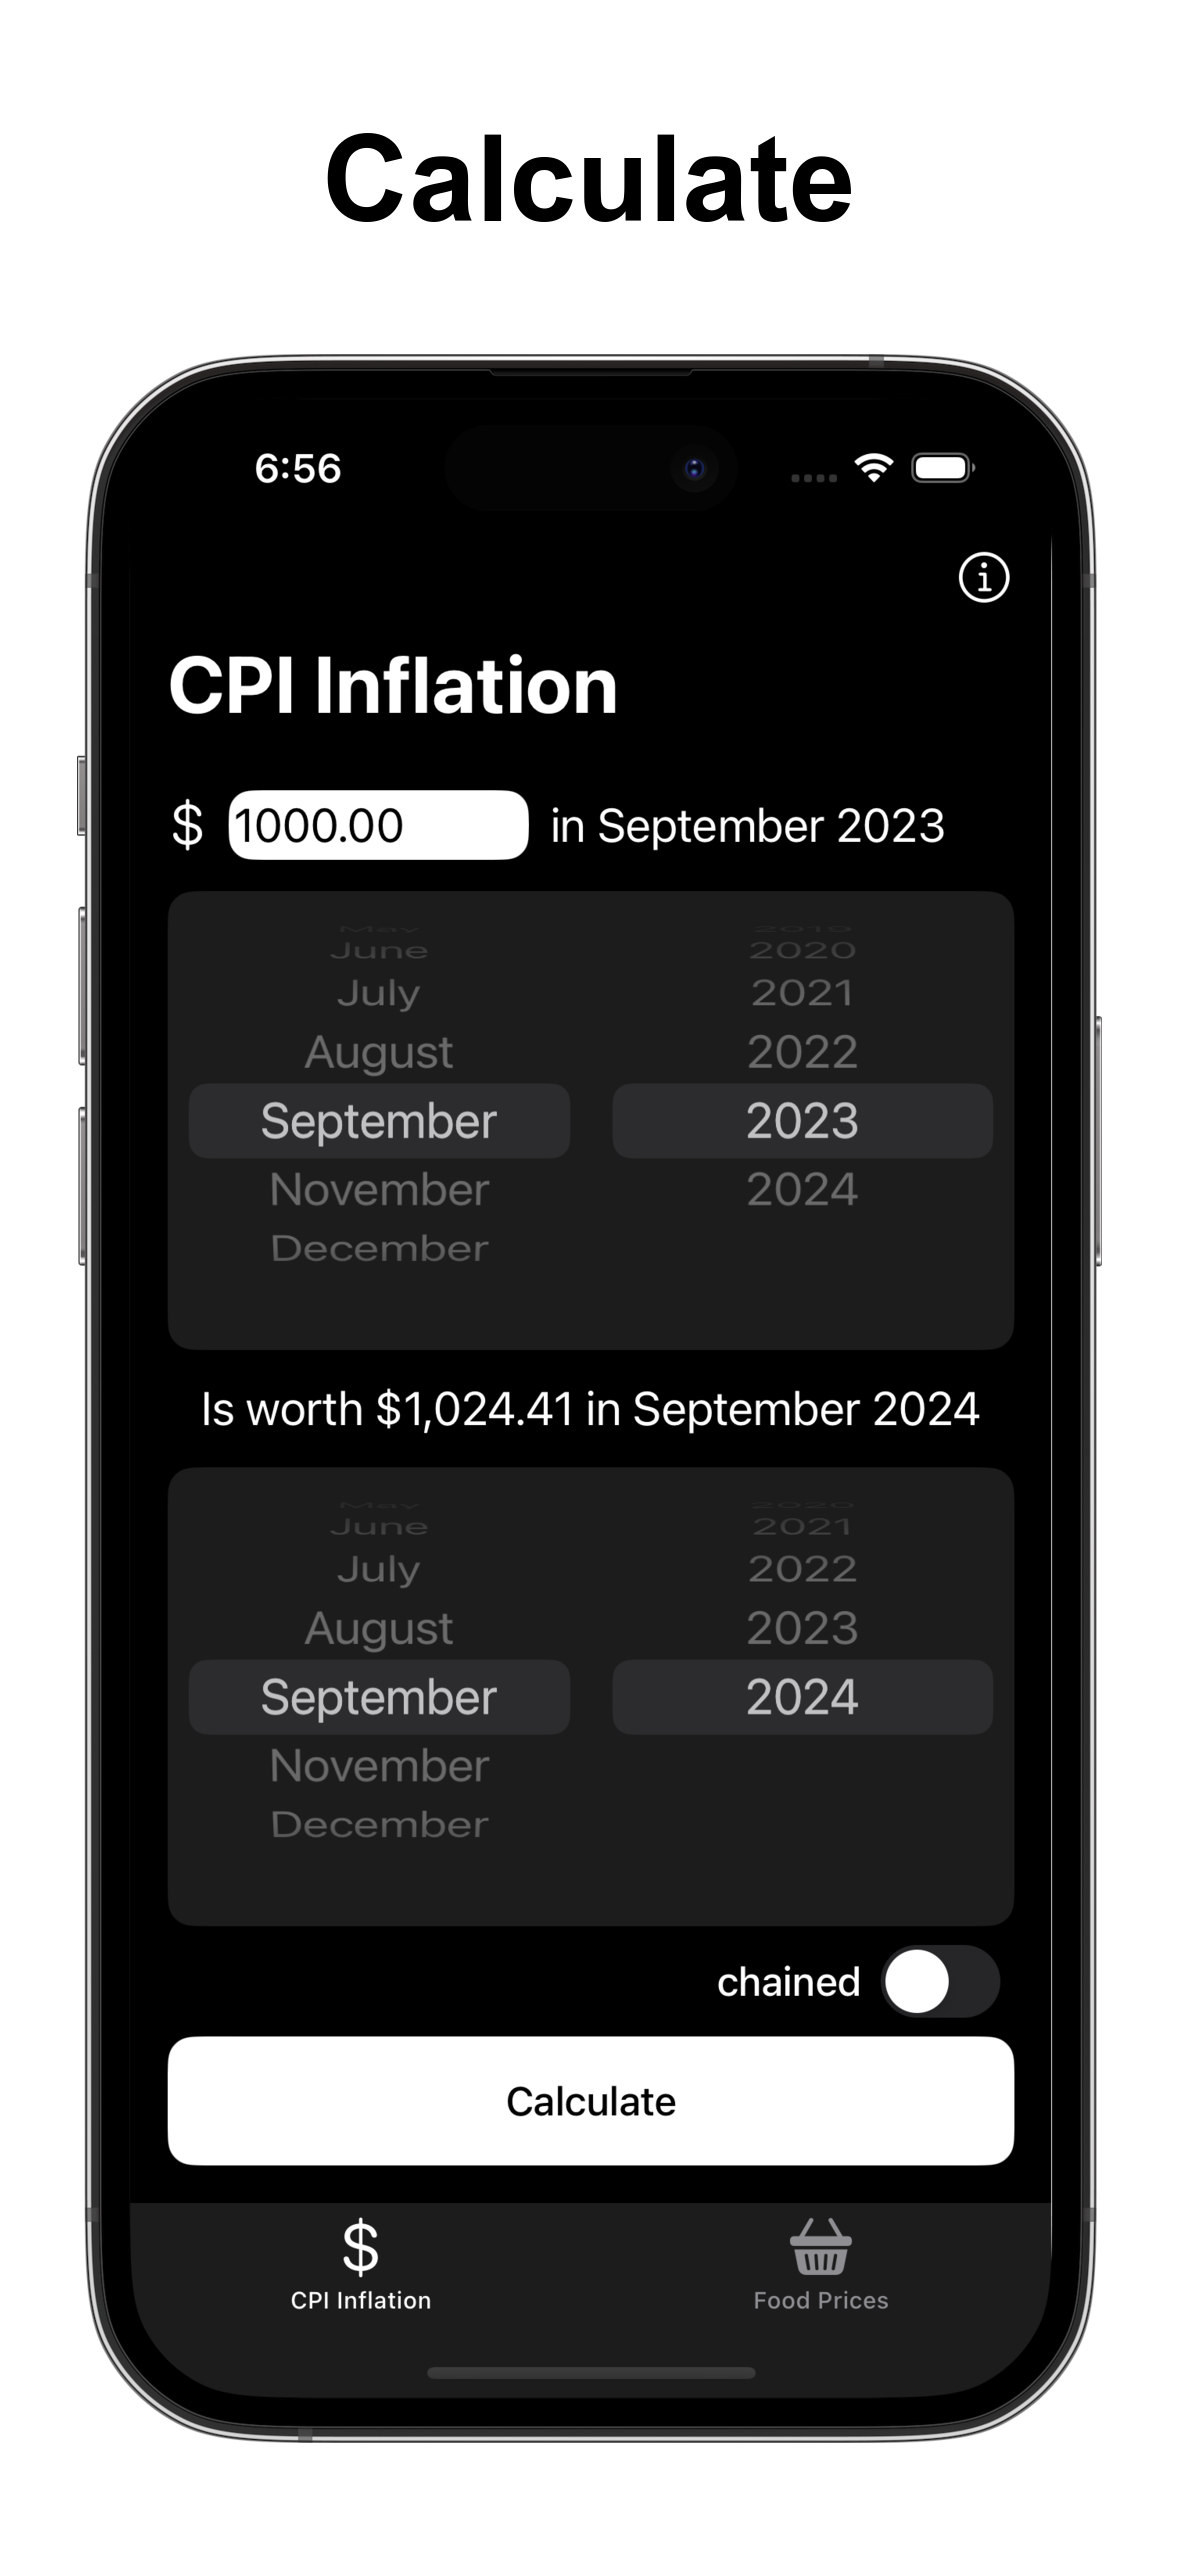 Calculate
6:56
CPI Inflation
$ 1000.00 in September 2023
May 2019
June 2020
July 2021
August 2022
September 2023
November 2024
December
Is worth $1,024.41 in September 2024
May 2020
June 2021
July 2022
August 2023
September 2024
November
December
chained
Calculate
$
CPI Inflation Food Prices